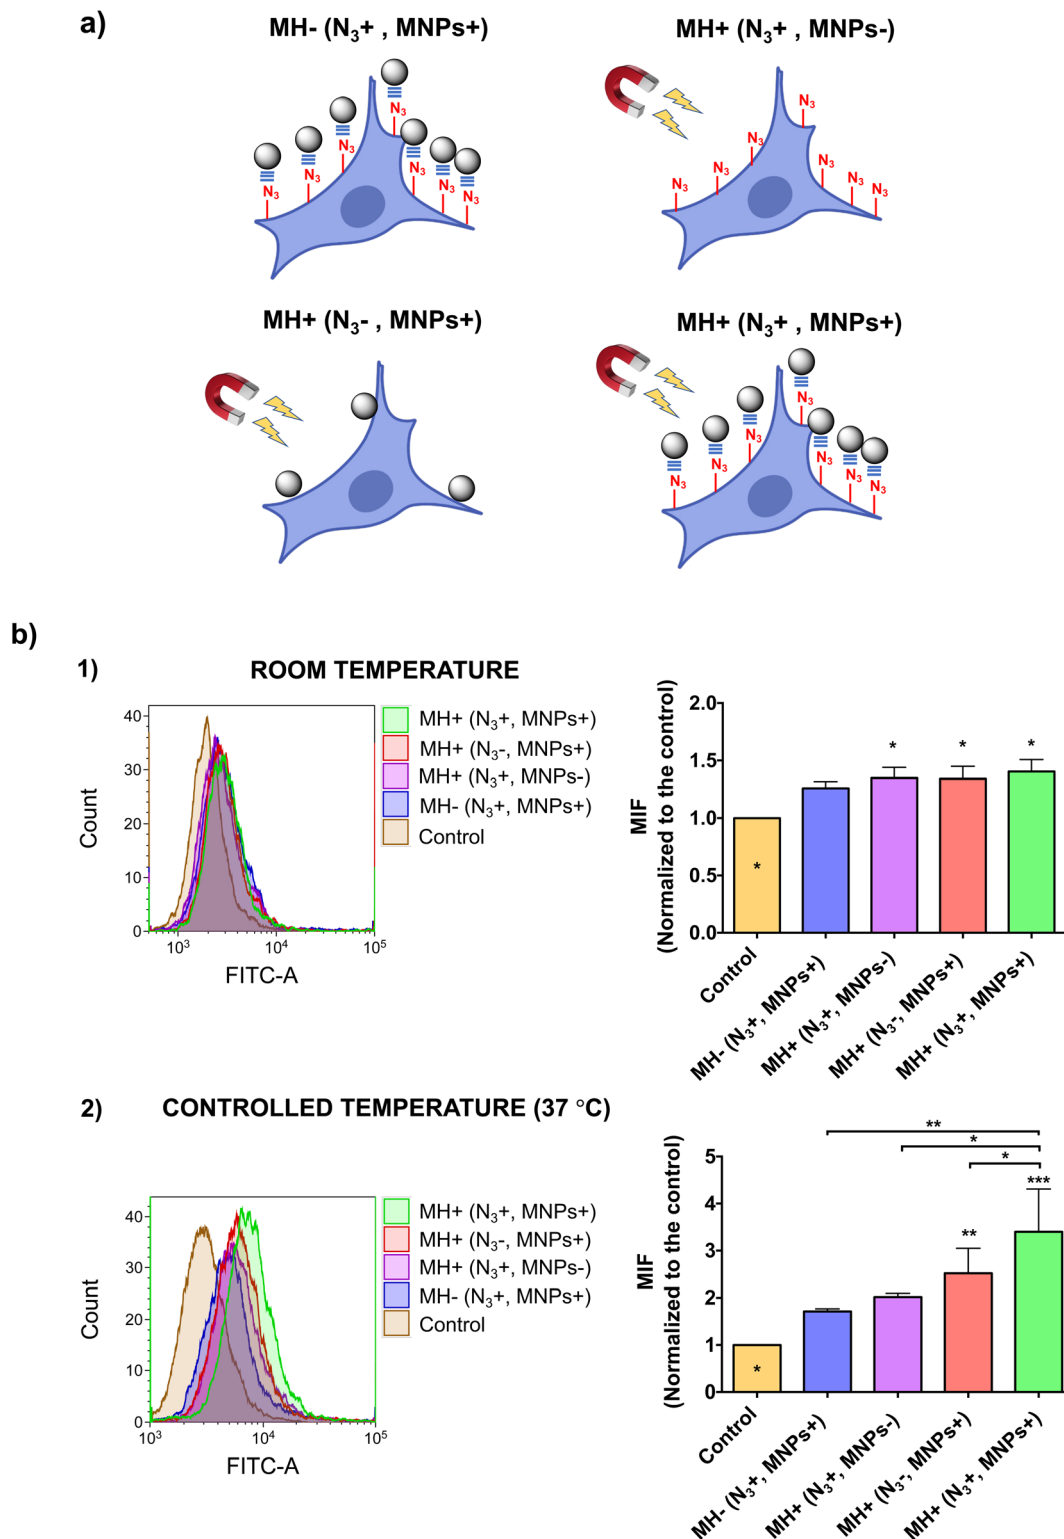 a)
MH- (N₃+ , MNPs+)
MH+ (N₃+ , MNPs-)
N₃
N₃
N₃
N₃
N₃
N₃
N₃
N₃
N₃
N₃
N₃
N₃
N₃
N₃
MH+ (N₃- , MNPs+)
MH+ (N₃+ , MNPs+)
N₃
N₃
N₃
N₃
N₃
N₃
N₃
b)
1)
ROOM TEMPERATURE
Count
40
30
20
10
0
10³
10⁴
10⁵
FITC-A
MH+ (N₃+, MNPs+)
MH+ (N₃-, MNPs+)
MH+ (N₃+, MNPs-)
MH- (N₃+, MNPs+)
Control
MIF
(Normalized to the control)
2.0
1.5
1.0
0.5
0.0
*
*
*
*
Control
MH- (N₃+, MNPs+)
MH+ (N₃+, MNPs-)
MH+ (N₃-, MNPs+)
MH+ (N₃+, MNPs+)
2)
CONTROLLED TEMPERATURE (37 °C)
Count
40
30
20
10
0
10³
10⁴
10⁵
FITC-A
MH+ (N₃+, MNPs+)
MH+ (N₃-, MNPs+)
MH+ (N₃+, MNPs-)
MH- (N₃+, MNPs+)
Control
MIF
(Normalized to the control)
5
4
3
2
1
0
**
*
*
***
**
*
Control
MH- (N₃+, MNPs+)
MH+ (N₃+, MNPs-)
MH+ (N₃-, MNPs+)
MH+ (N₃+, MNPs+)